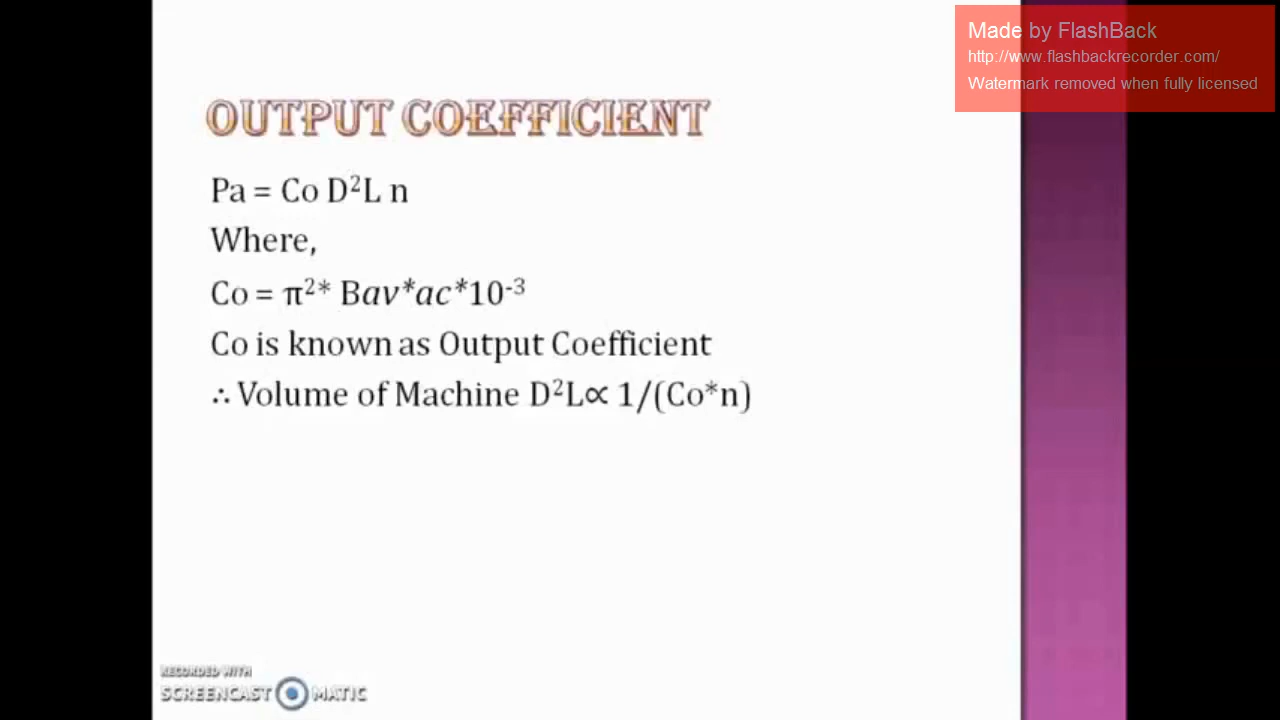 Made by FlashBack
http://www.flashbackrecorder.com/
Watermark removed when fully licensed
OUTPUT COEFFICIENT
Pa = Co D²L n
Where,
Co = π²* Bav*ac*10⁻³
Co is known as Output Coefficient
∴ Volume of Machine D²L∝ 1/(Co*n)
RECORDED WITH
SCREENCAST MATIC